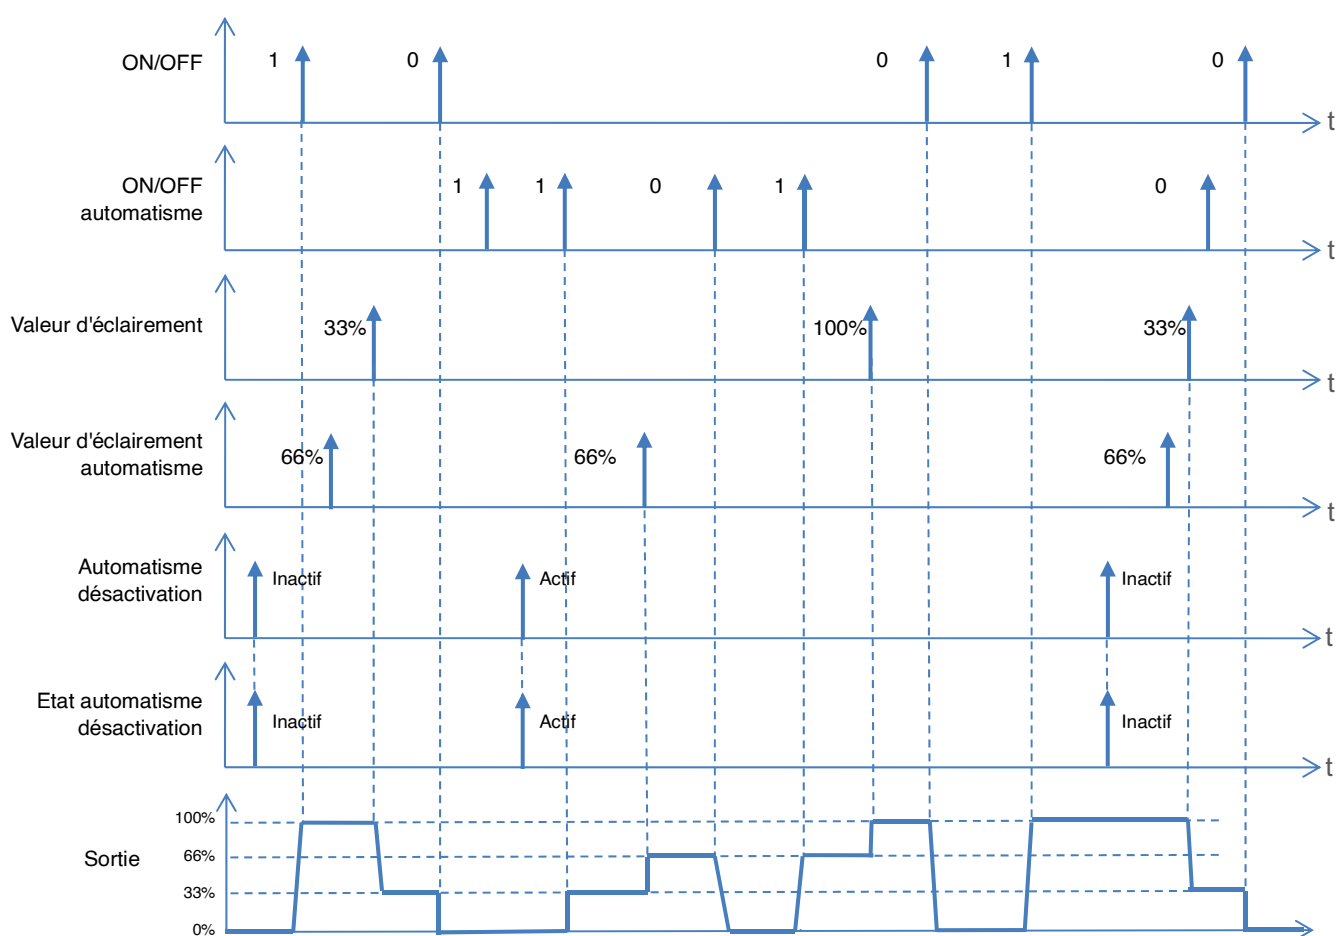 ON/OFF
1
0
0
1
0
t
ON/OFF
automatisme
1
1
0
1
0
t
Valeur d'éclairement
33%
100%
33%
t
Valeur d'éclairement
automatisme
66%
66%
66%
t
Automatisme
désactivation
Inactif
Actif
Inactif
t
Etat automatisme
désactivation
Inactif
Actif
Inactif
t
Sortie
100%
66%
33%
0%